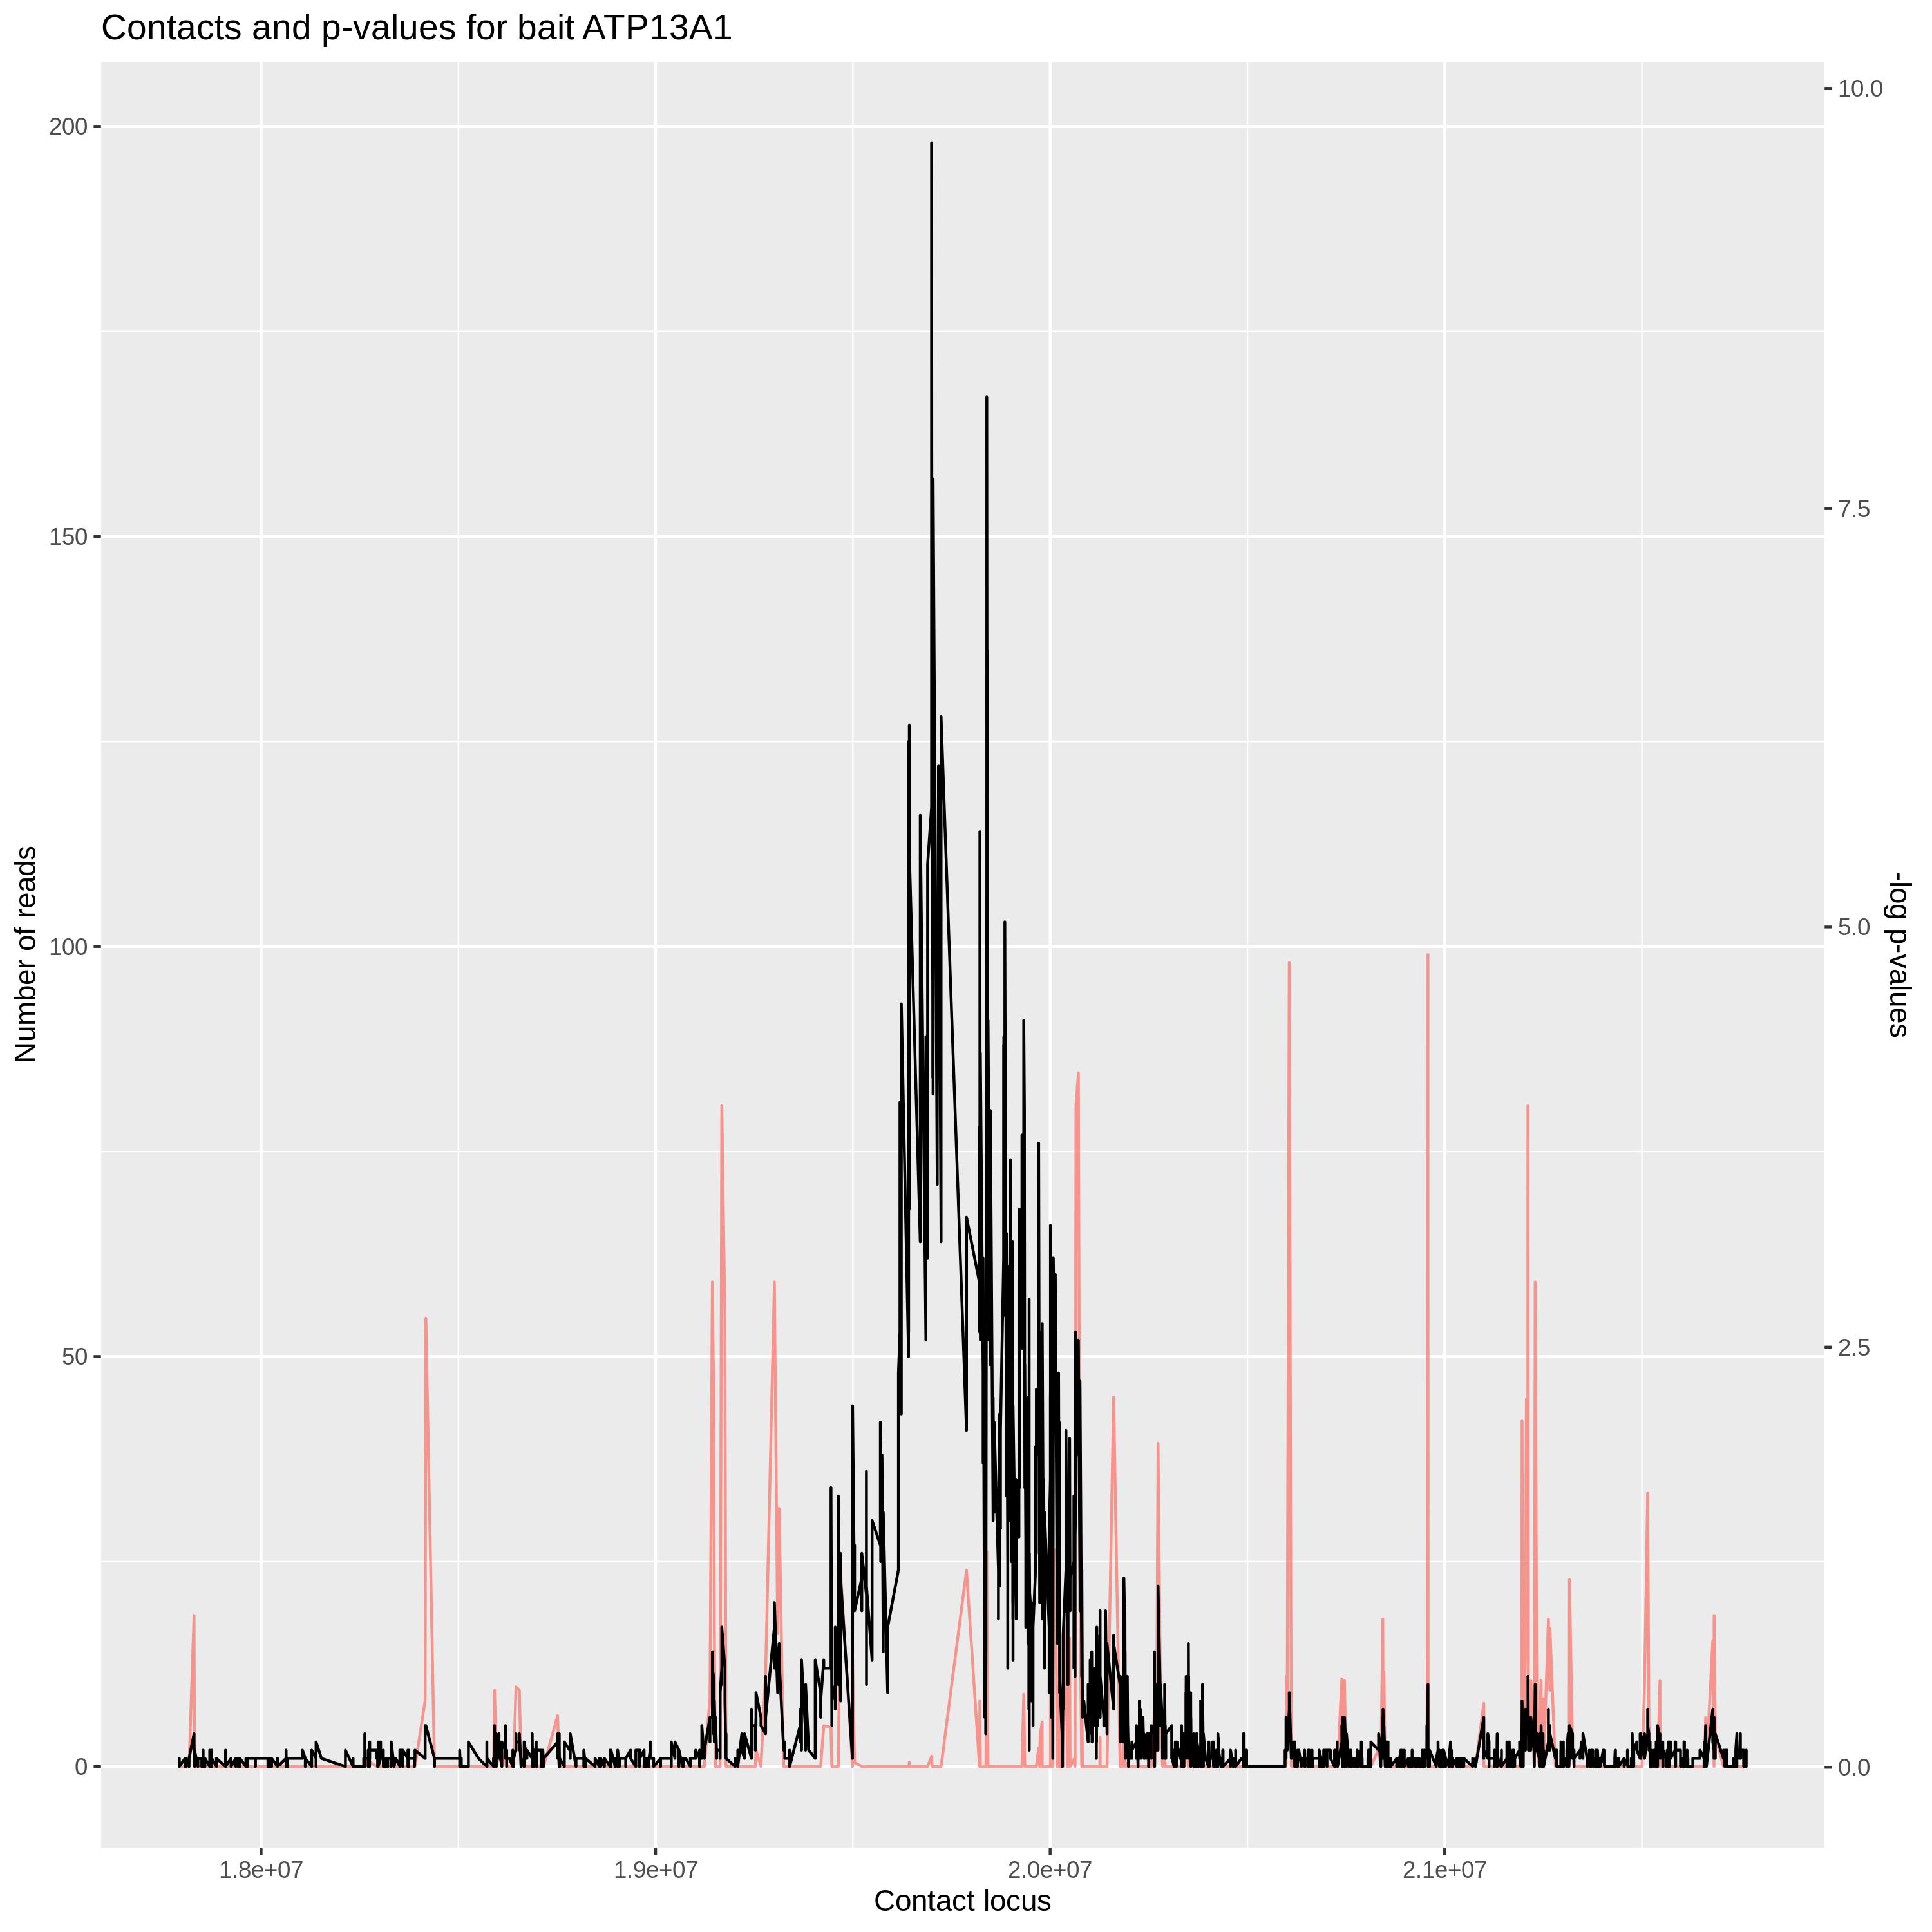 Contacts and p-values for bait ATP13A1
200
150
100
50
0
10.0
7.5
5.0
2.5
0.0
Number of reads
-log p-values
1.8e+07 1.9e+07 2.0e+07 2.1e+07
Contact locus